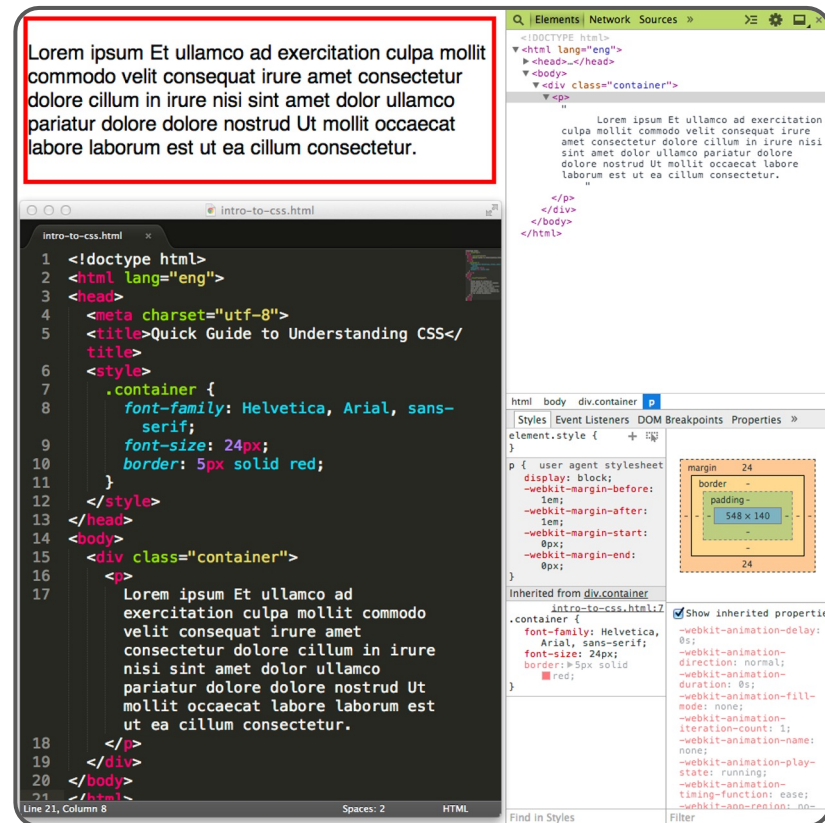 Lorem ipsum Et ullamco ad exercitation culpa mollit
commodo velit consequat irure amet consectetur
dolore cillum in irure nisi sint amet dolor ullamco
pariatur dolore dolore nostrud Ut mollit occaecat
labore laborum est ut ea cillum consectetur.
intro-to-css.html
intro-to-css.html ×
1 <!doctype html>
2 <html lang="eng">
3 <head>
4 <meta charset="utf-8">
5 <title>Quick Guide to Understanding CSS</
title>
6 <style>
7 .container {
8 font-family: Helvetica, Arial, sans-
serif;
9 font-size: 24px;
10 border: 5px solid red;
11 }
12 </style>
13 </head>
14 <body>
15 <div class="container">
16 <p>
17 Lorem ipsum Et ullamco ad
exercitation culpa mollit commodo
velit consequat irure amet
consectetur dolore cillum in irure
nisi sint amet dolor ullamco
pariatur dolore dolore nostrud Ut
mollit occaecat labore laborum est
ut ea cillum consectetur.
18 </p>
19 </div>
20 </body>
21 </html>
Line 21, Column 8 Spaces: 2 HTML
Elements Network Sources » ×
<!DOCTYPE html>
▼<html lang="eng">
▶<head>…</head>
▼<body>
▼<div class="container">
▼<p>
"
Lorem ipsum Et ullamco ad exercitation
culpa mollit commodo velit consequat irure
amet consectetur dolore cillum in irure nisi
sint amet dolor ullamco pariatur dolore
dolore nostrud Ut mollit occaecat labore
laborum est ut ea cillum consectetur.
"
</p>
</div>
</body>
</html>
html body div.container p
Styles Event Listeners DOM Breakpoints Properties »
element.style { +
}
p { user agent stylesheet
display: block;
-webkit-margin-before:
1em;
-webkit-margin-after:
1em;
-webkit-margin-start:
0px;
-webkit-margin-end:
0px;
}
Inherited from div.container
intro-to-css.html:7
.container {
font-family: Helvetica,
Arial, sans-serif;
font-size: 24px;
border:▶5px solid
red;
}
Find in Styles
margin 24
border -
padding -
- - - 548 × 140 - - -
-
-
24
Show inherited propertie
-webkit-animation-delay:
0s;
-webkit-animation-
direction: normal;
-webkit-animation-
duration: 0s;
-webkit-animation-fill-
mode: none;
-webkit-animation-
iteration-count: 1;
-webkit-animation-name:
none;
-webkit-animation-play-
state: running;
-webkit-animation-
timing-function: ease;
-webkit-app-region: no-
Filter